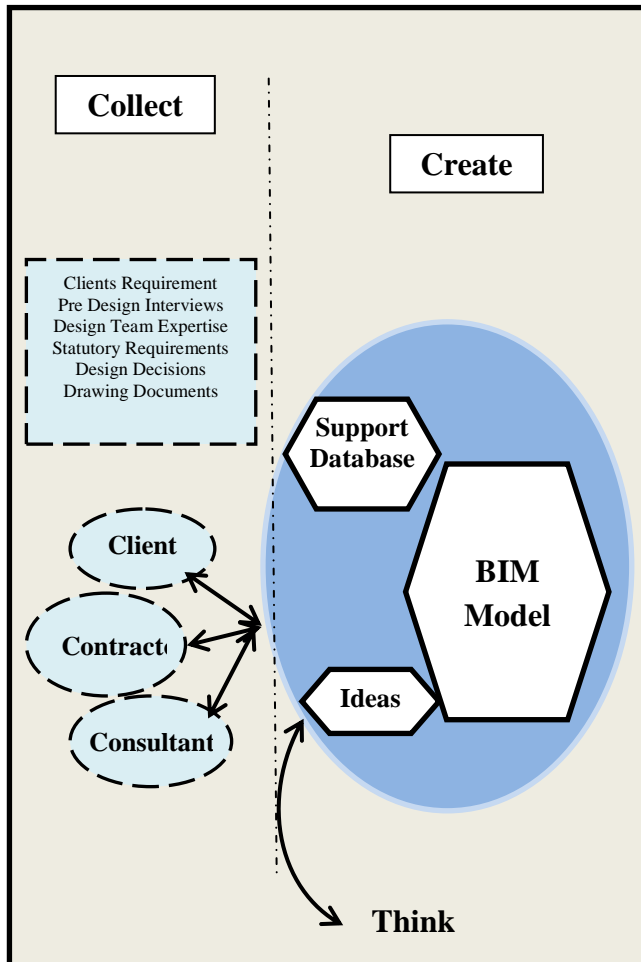 Collect
Create
Clients Requirement
Pre Design Interviews
Design Team Expertise
Statutory Requirements
Design Decisions
Drawing Documents
Support
Database
Client
BIM
Model
Contracto
Ideas
Consultant
Think